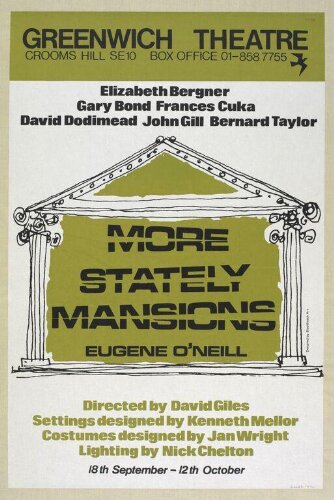 GREENWICH THEATRE
CROOMS HILL SE10 BOX OFFICE 01-858 7755
Elizabeth Bergner
Gary Bond Frances Cuka
David Dodimead John Gill Bernard Taylor
MORE
STATELY
MANSIONS
EUGENE O'NEILL
Directed by David Giles
Settings designed by Kenneth Mellor
Costumes designed by Jan Wright
Lighting by Nick Chelton
18th September – 12th October